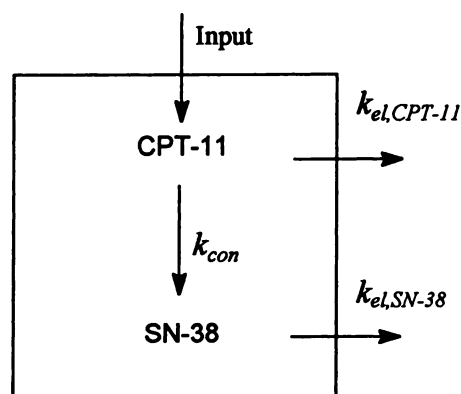 Input
k_el,CPT-11
CPT-11
k_con
k_el,SN-38
SN-38